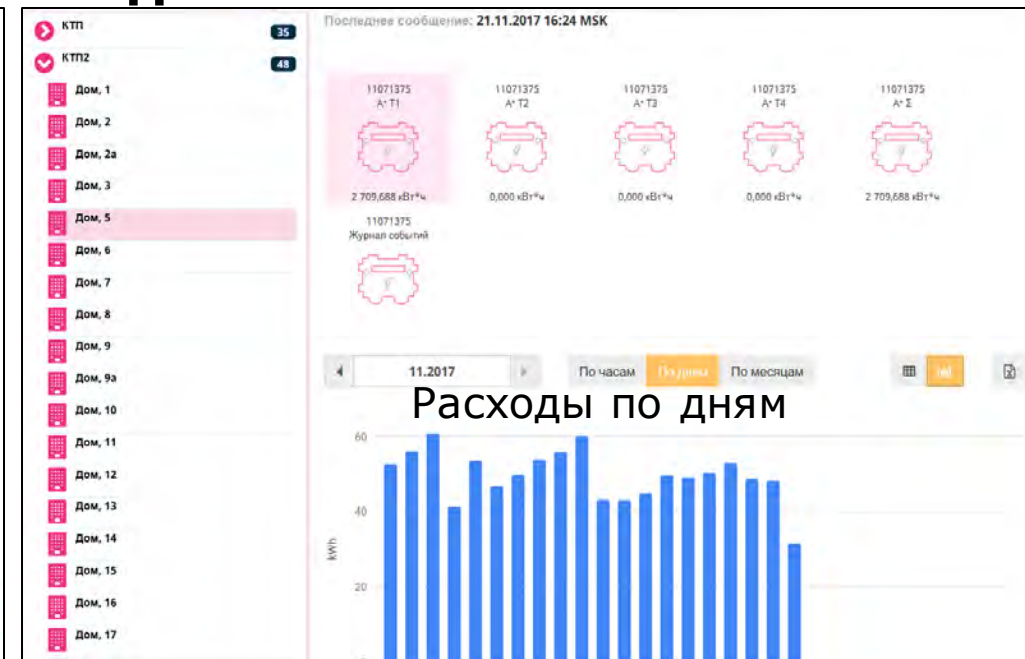 КТП
35
КТП2
48
Дом, 1
Дом, 2
Дом, 2а
Дом, 3
Дом, 5
Дом, 6
Дом, 7
Дом, 8
Дом, 9
Дом, 9а
Дом, 10
Дом, 11
Дом, 12
Дом, 13
Дом, 14
Дом, 15
Дом, 16
Дом, 17
Последнее сообщение: 21.11.2017 16:24 MSK
11071375 11071375 11071375 11071375 11071375
А⁺ Т1 А⁺ Т2 А⁺ Т3 А⁺ Т4 А⁺ Σ
2 709,688 кВт*ч 0,000 кВт*ч 0,000 кВт*ч 0,000 кВт*ч 2 709,688 кВт*ч
11071375
Журнал событий
11.2017 По часам По дням По месяцам
Расходы по дням
60
40
kWh
20